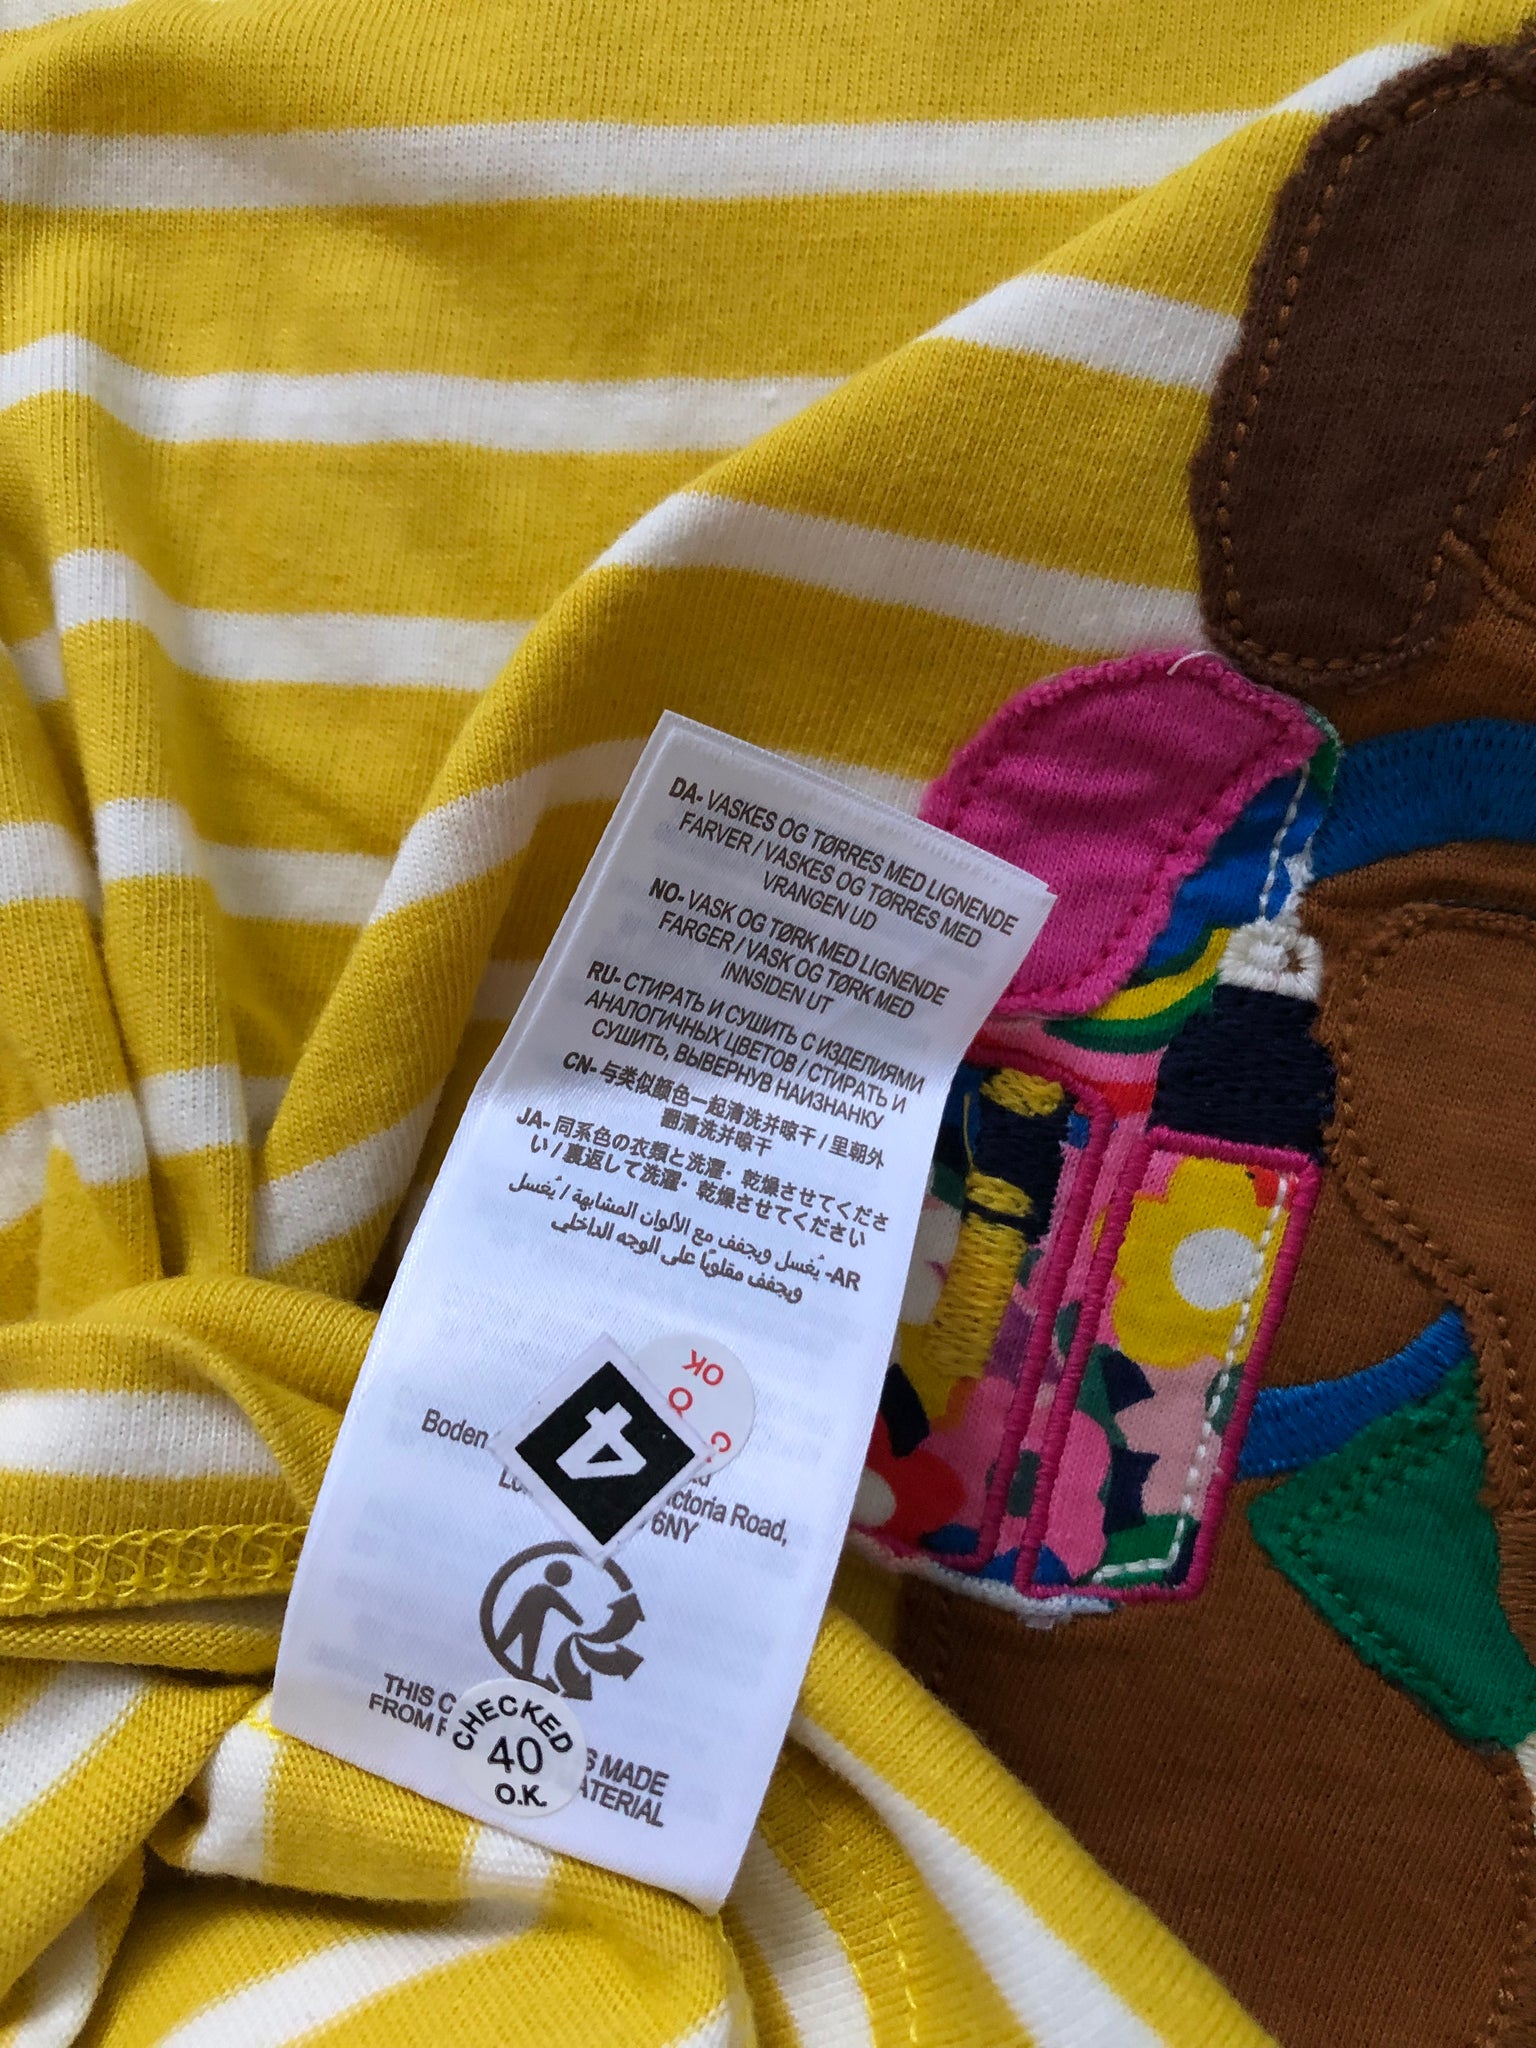 DA- VASKES OG TØRRES MED LIGNENDE
FARVER / VASKES OG TØRRES MED
VRANGEN UD
NO- VASK OG TØRK MED LIGNENDE
FARGER / VASK OG TØRK MED
INNSIDEN UT
RU- СТИРАТЬ И СУШИТЬ С ИЗДЕЛИЯМИ
АНАЛОГИЧНЫХ ЦВЕТОВ / СТИРАТЬ И
СУШИТЬ, ВЫВЕРНУВ НАИЗНАНКУ
CN- 与类似颜色一起清洗并晾干 / 里朝外
翻清洗并晾干
JA- 同系色の衣類と洗濯・乾燥させてくださ
い / 裏返して洗濯・乾燥させてください
AR- يُغسل ويجفف مع الألوان المشابهة / يُغسل
ويجفف مقلوبًا على الوجه الداخلي
OK
Q
C
4
Boden
Victoria Road,
6NY
THIS
FROM
MADE
MATERIAL
CHECKED
40
O.K.